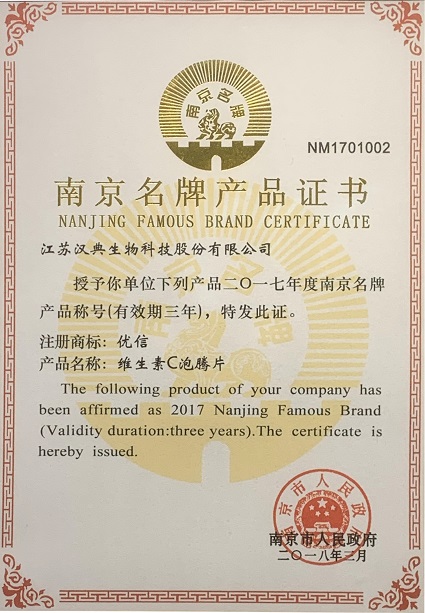 南京名牌
NM1701002
南京名牌产品证书
NANJING FAMOUS BRAND CERTIFICATE
江苏汉典生物科技股份有限公司
授予你单位下列产品二〇一七年度南京名牌
产品称号(有效期三年)，特发此证。
注册商标：优信
产品名称：维生素C泡腾片
The following product of your company has
been affirmed as 2017 Nanjing Famous Brand
(Validity duration:three years).The certificate is
hereby issued.
南京市人民政府
南京市人民政府
二〇一八年二月